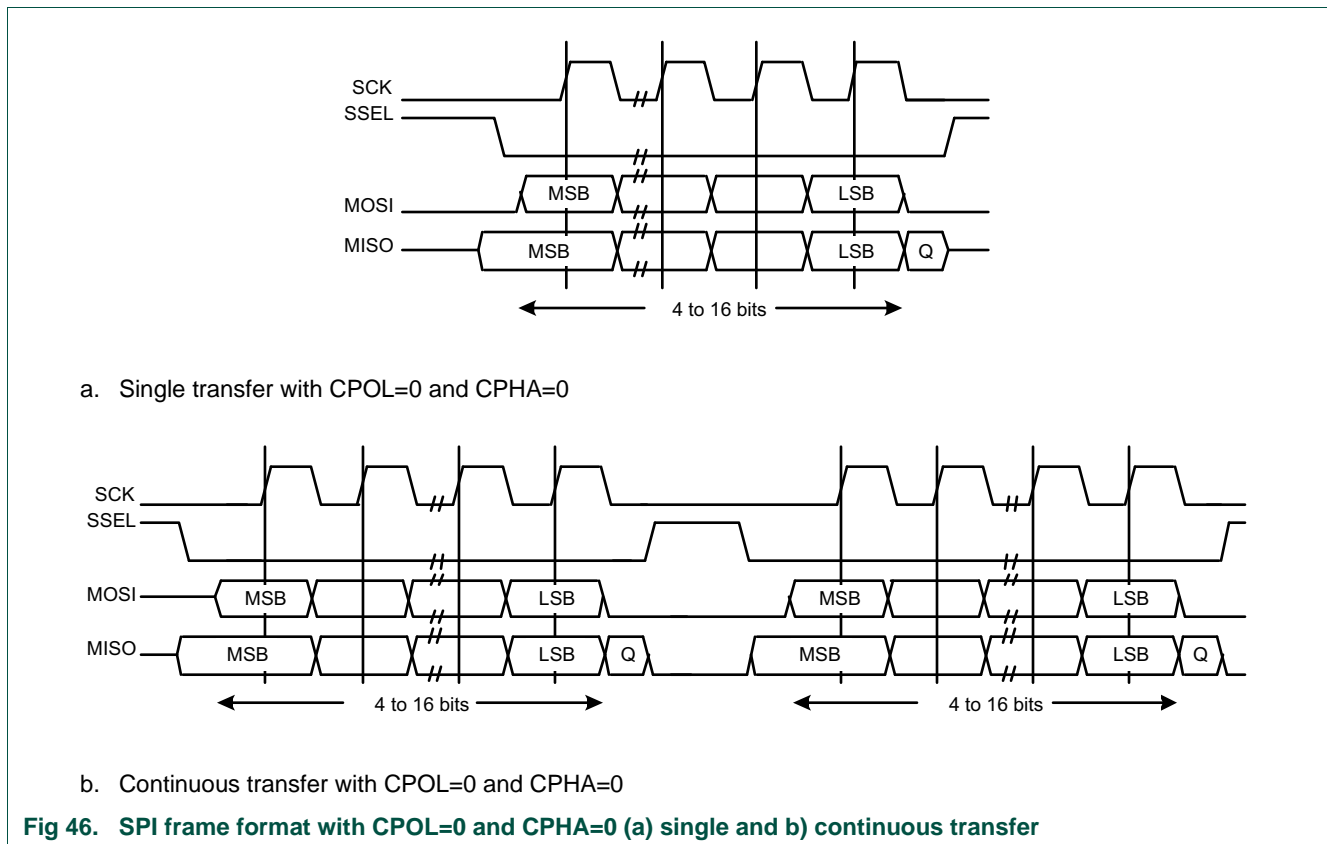 SCK
SSEL
MOSI
MSB
LSB
MISO
MSB
LSB
Q
4 to 16 bits
a. Single transfer with CPOL=0 and CPHA=0
SCK
SSEL
MOSI
MSB
LSB
MSB
LSB
MISO
MSB
LSB
Q
MSB
LSB
Q
4 to 16 bits
4 to 16 bits
b. Continuous transfer with CPOL=0 and CPHA=0
Fig 46. SPI frame format with CPOL=0 and CPHA=0 (a) single and b) continuous transfer